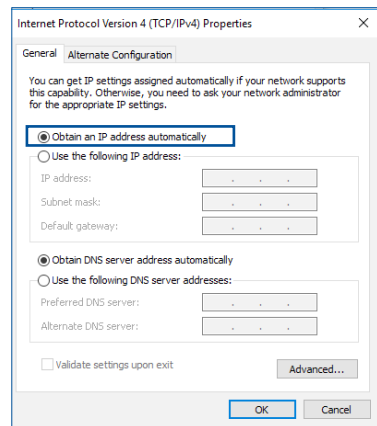 Internet Protocol Version 4 (TCP/IPv4) Properties
General
Alternate Configuration
You can get IP settings assigned automatically if your network supports
this capability. Otherwise, you need to ask your network administrator
for the appropriate IP settings.
Obtain an IP address automatically
Use the following IP address:
IP address:
Subnet mask:
Default gateway:
Obtain DNS server address automatically
Use the following DNS server addresses:
Preferred DNS server:
Alternate DNS server:
Validate settings upon exit
Advanced...
OK
Cancel